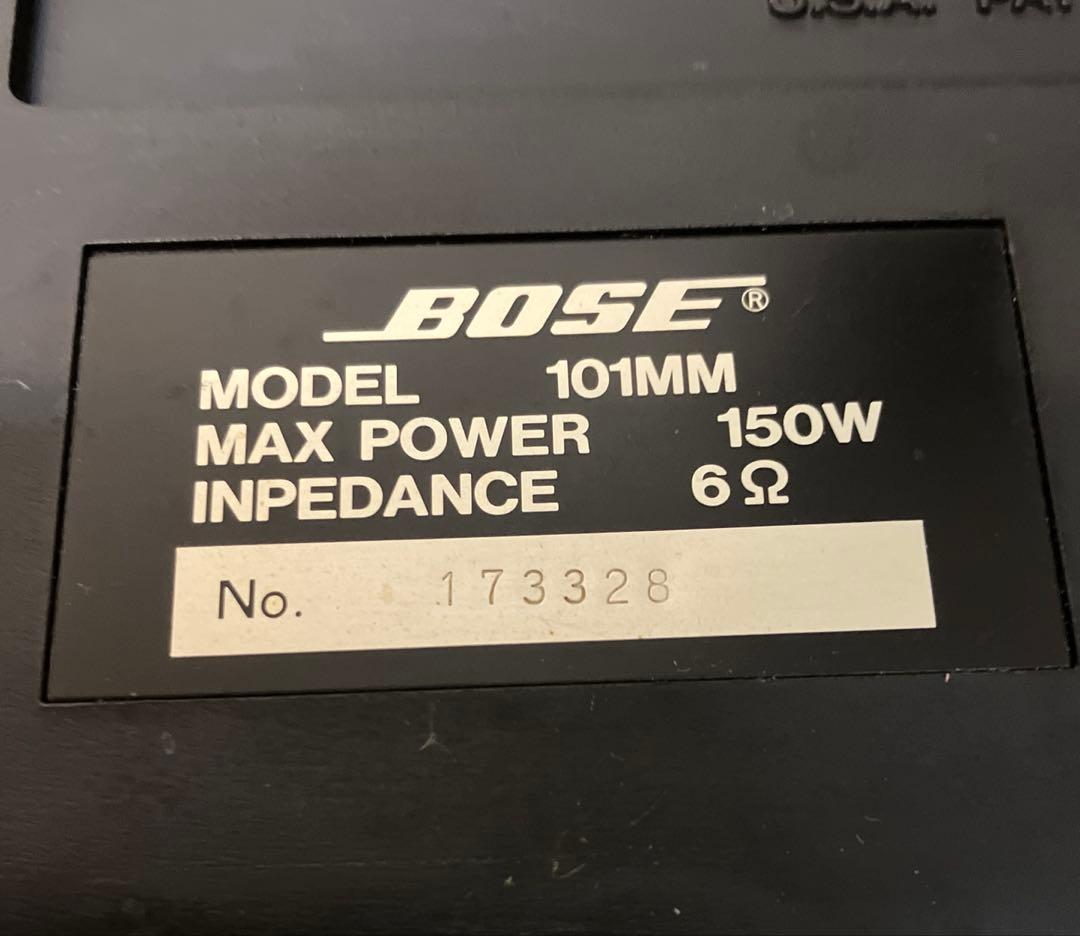 BOSE®
MODEL 101MM
MAX POWER 150W
INPEDANCE 6Ω
No. 173328